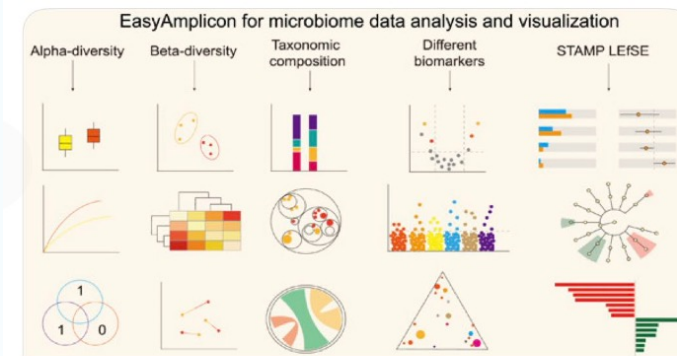 EasyAmplicon for microbiome data analysis and visualization
Alpha-diversity
Beta-diversity
Taxonomic
composition
Different
biomarkers
STAMP LEfSE
1
1
0